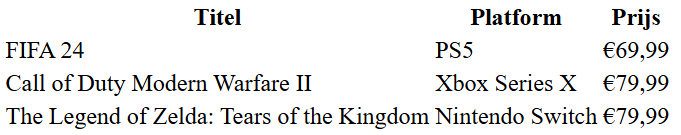 Titel Platform Prijs
FIFA 24 PS5 €69,99
Call of Duty Modern Warfare II Xbox Series X €79,99
The Legend of Zelda: Tears of the Kingdom Nintendo Switch €79,99